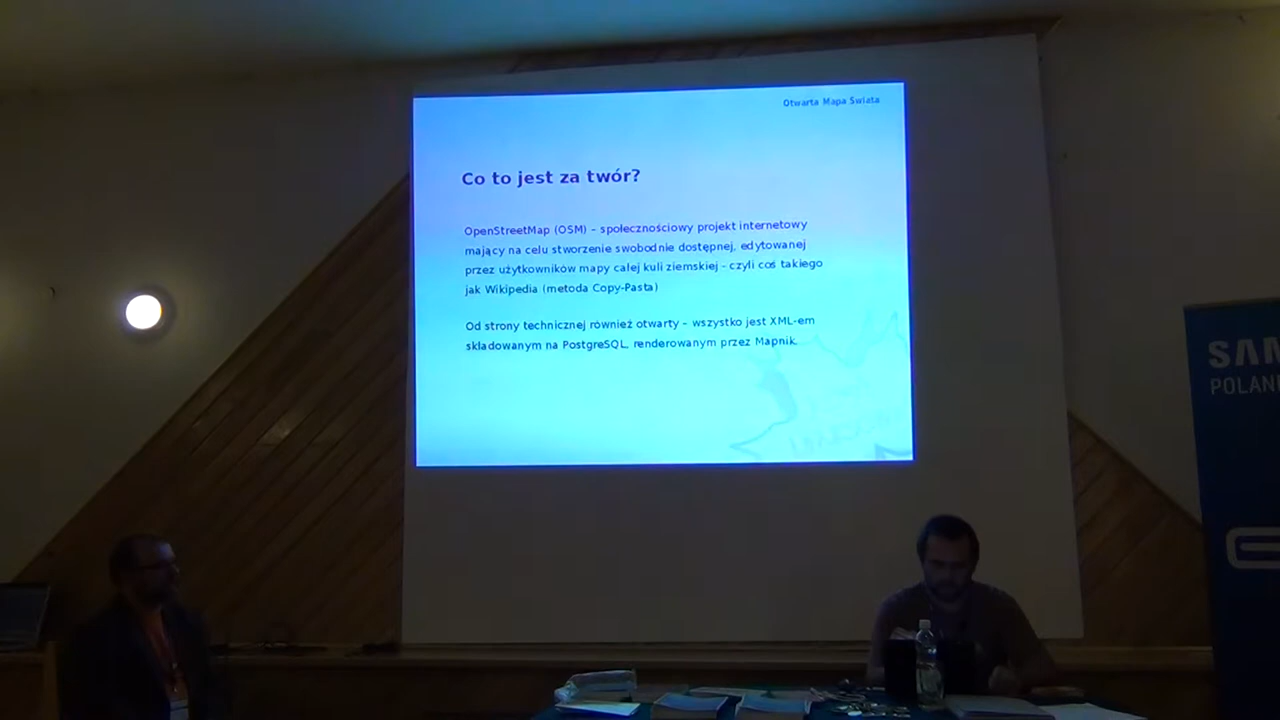 Otwarta Mapa Świata
Co to jest za twór?
OpenStreetMap (OSM) – społecznościowy projekt internetowy
mający na celu stworzenie swobodnie dostępnej, edytowanej
przez użytkowników mapy całej kuli ziemskiej – czyli coś takiego
jak Wikipedia (metoda Copy-Pasta)
Od strony technicznej również otwarty – wszystko jest XML-em
składowanym na PostgreSQL, renderowanym przez Mapnik.
POLAN